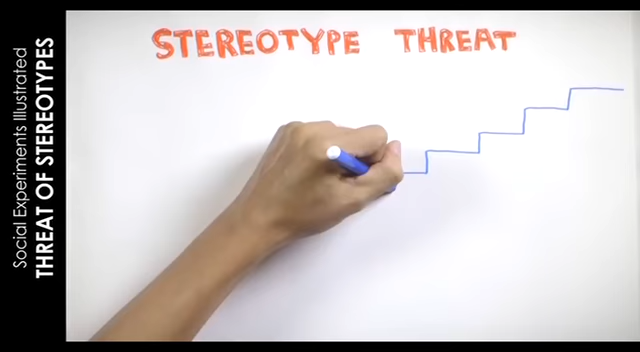 Social Experiments Illustrated
THREAT OF STEREOTYPES
STEREOTYPE THREAT